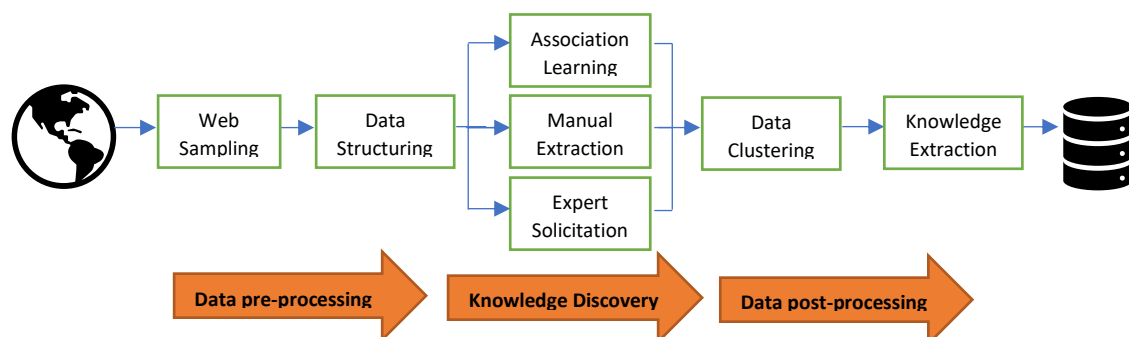 Web
Sampling
Data
Structuring
Association
Learning
Manual
Extraction
Expert
Solicitation
Data
Clustering
Knowledge
Extraction
Data pre-processing
Knowledge Discovery
Data post-processing